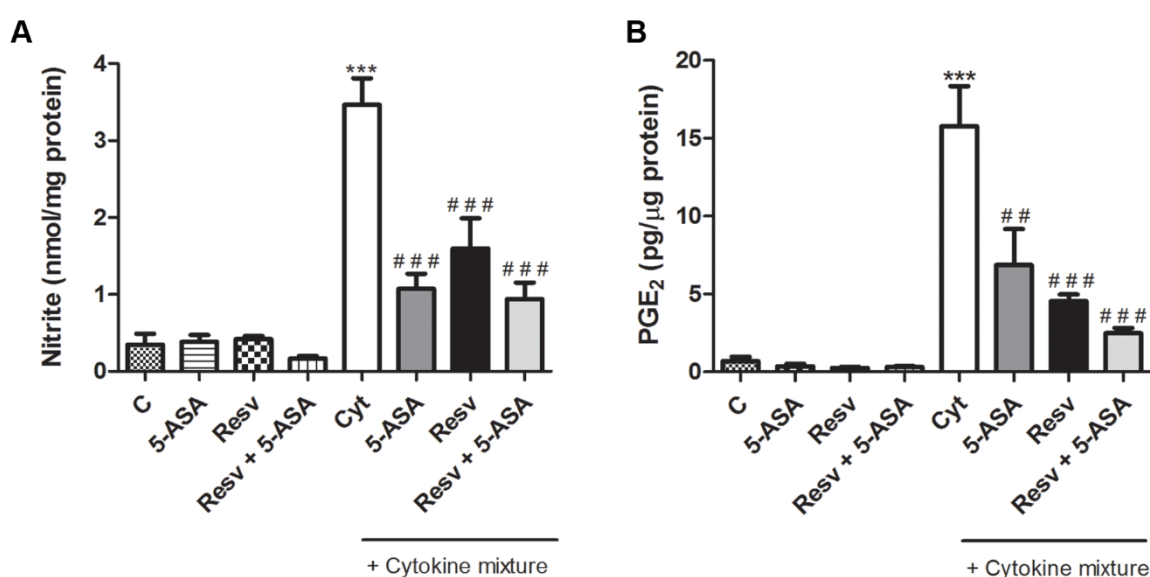 A
Nitrite (nmol/mg protein)
4
3
2
1
0
***
# # #
# # #
# # #
C
5-ASA
Resv
Resv + 5-ASA
Cyt
5-ASA
Resv
Resv + 5-ASA
+ Cytokine mixture
B
PGE₂ (pg/µg protein)
20
15
10
5
0
***
# #
# # #
# # #
C
5-ASA
Resv
Resv + 5-ASA
Cyt
5-ASA
Resv
Resv + 5-ASA
+ Cytokine mixture